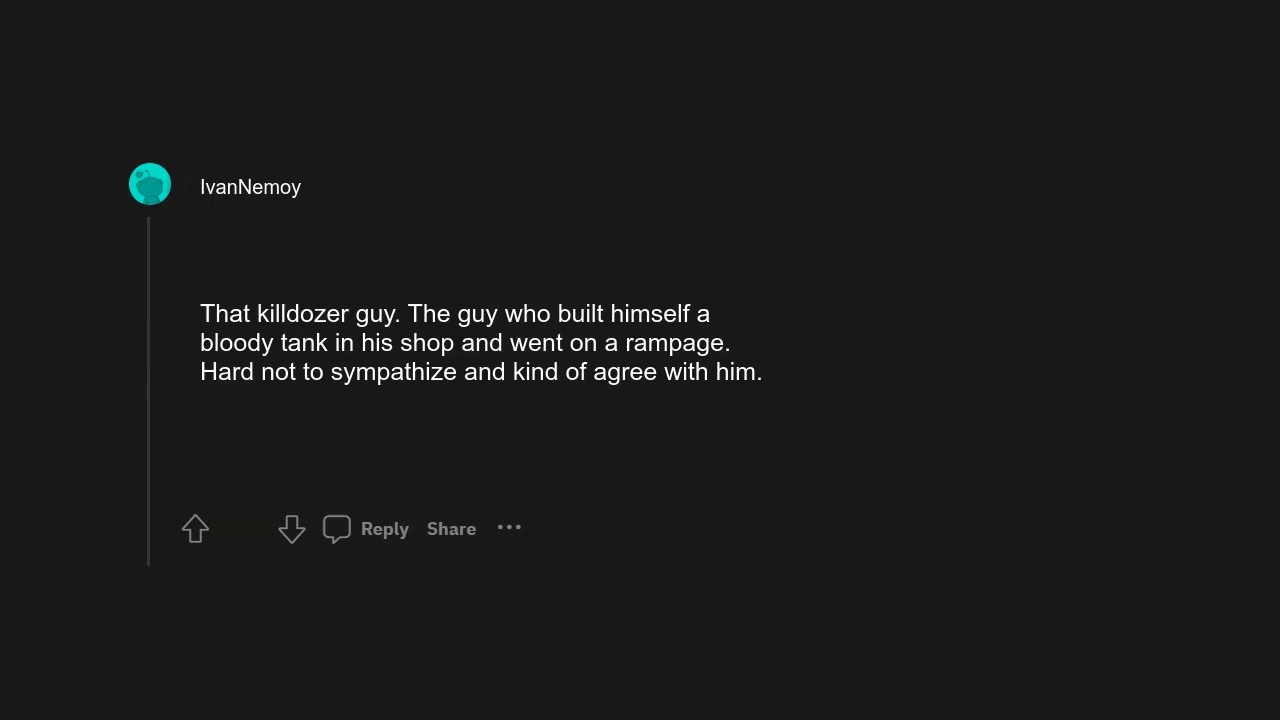 IvanNemoy
That killdozer guy. The guy who built himself a
bloody tank in his shop and went on a rampage.
Hard not to sympathize and kind of agree with him.
Reply Share